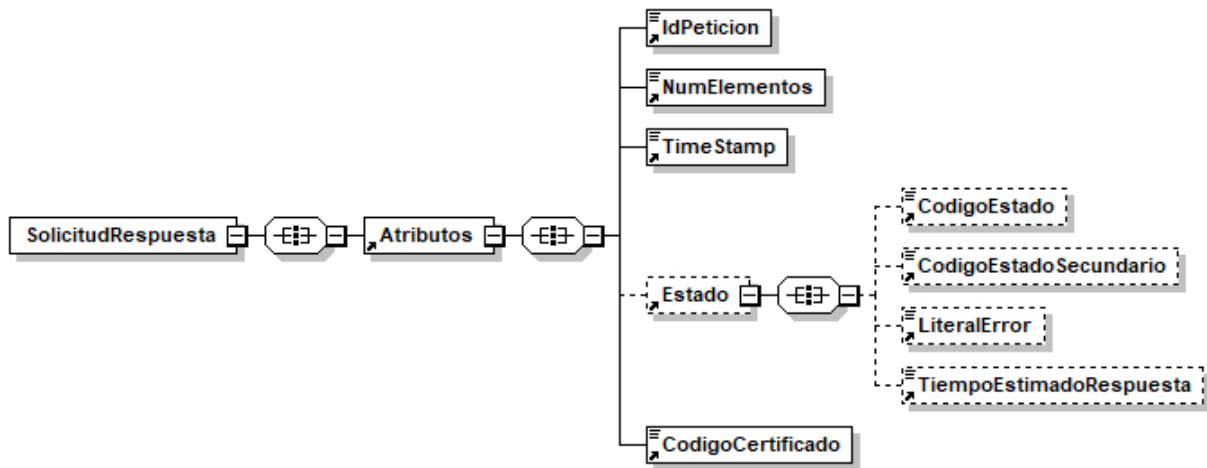 IdPeticion
NumElementos
TimeStamp
SolicitudRespuesta
Atributos
Estado
CodigoEstado
CodigoEstadoSecundario
LiteralError
TiempoEstimadoRespuesta
CodigoCertificado